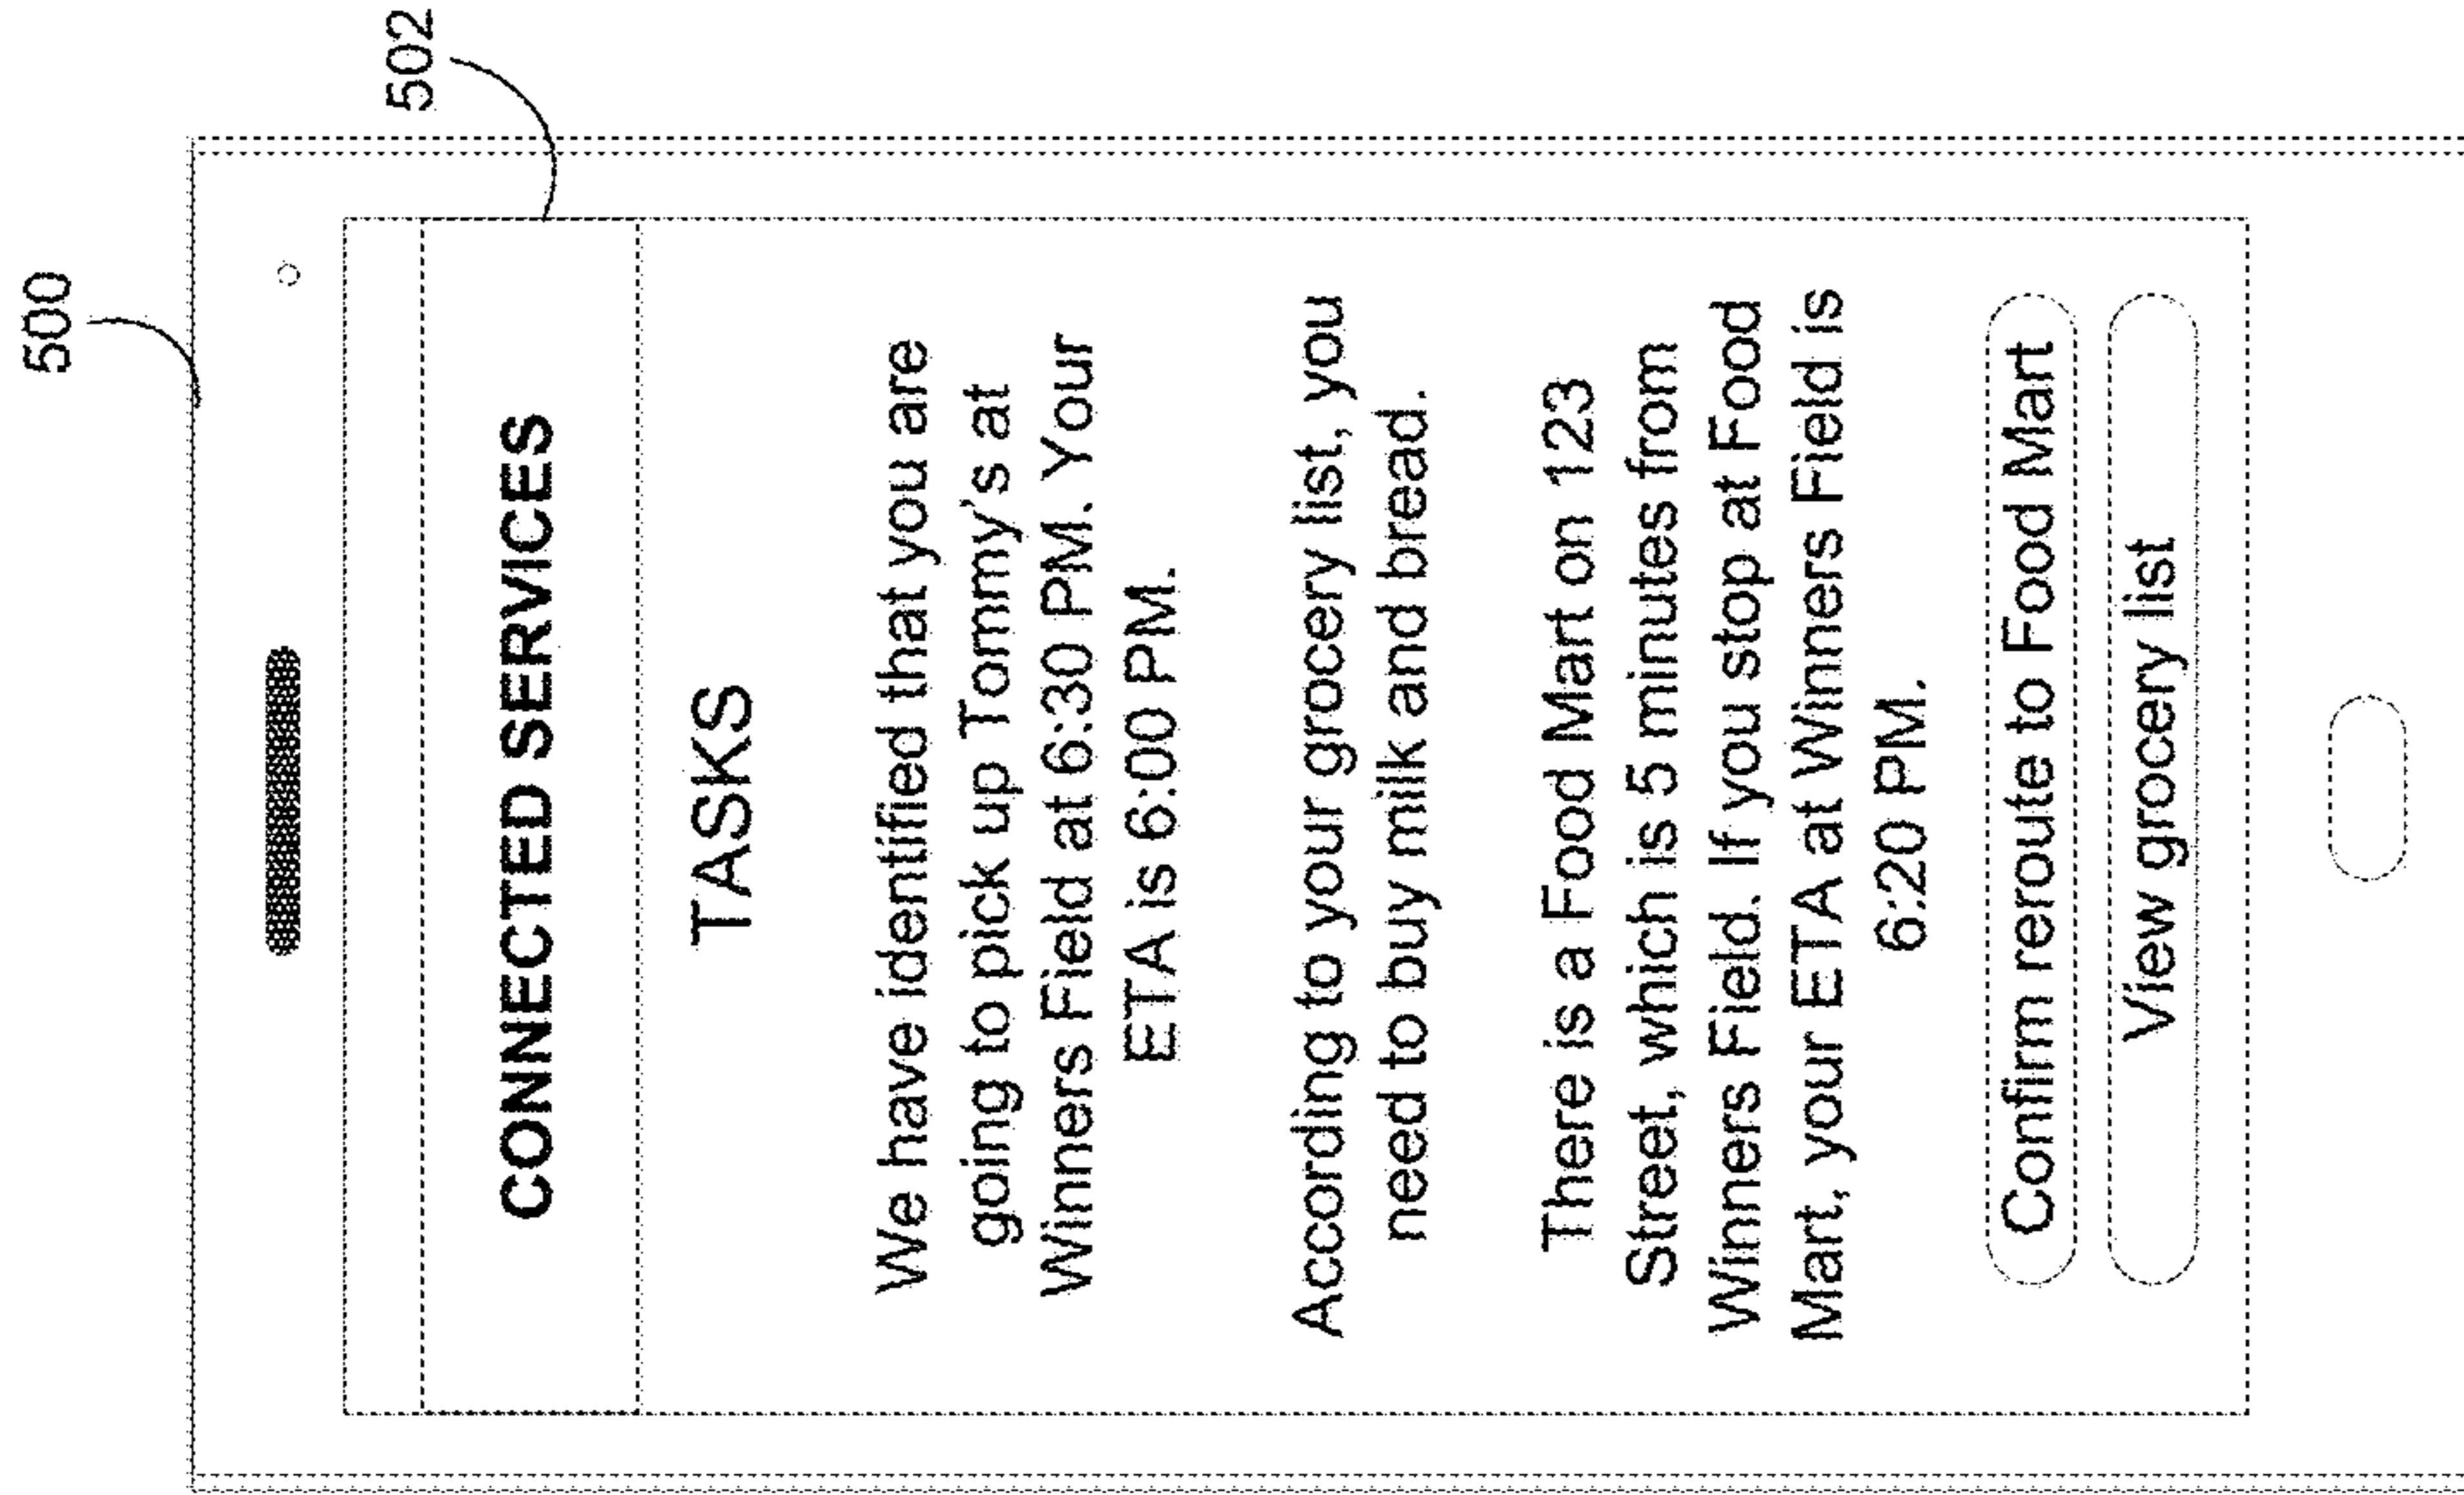 500
502
CONNECTED SERVICES
TASKS
We have identified that you are
going to pick up Tommy's at
Winners Field at 6:30 PM. Your
ETA is 6:00 PM.
According to your grocery list, you
need to buy milk and bread.
There is a Food Mart on 123
Street, which is 5 minutes from
Winners Field. If you stop at Food
Mart, your ETA at Winners Field is
6:20 PM.
Confirm reroute to Food Mart
View grocery list